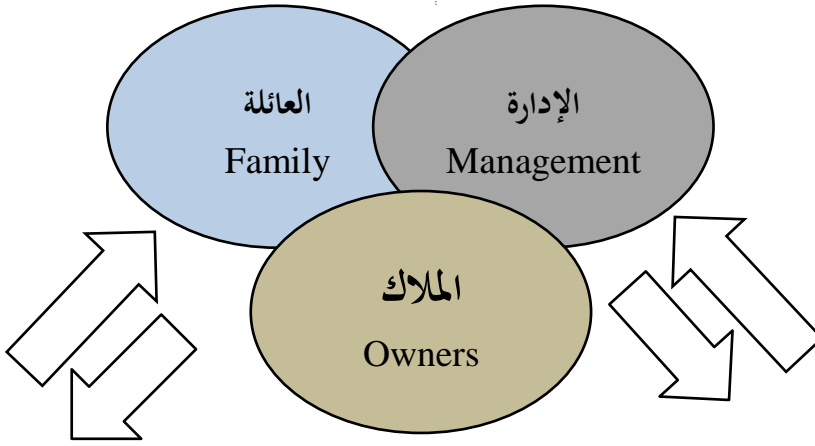 العائلة
Family
الإدارة
Management
الملاك
Owners